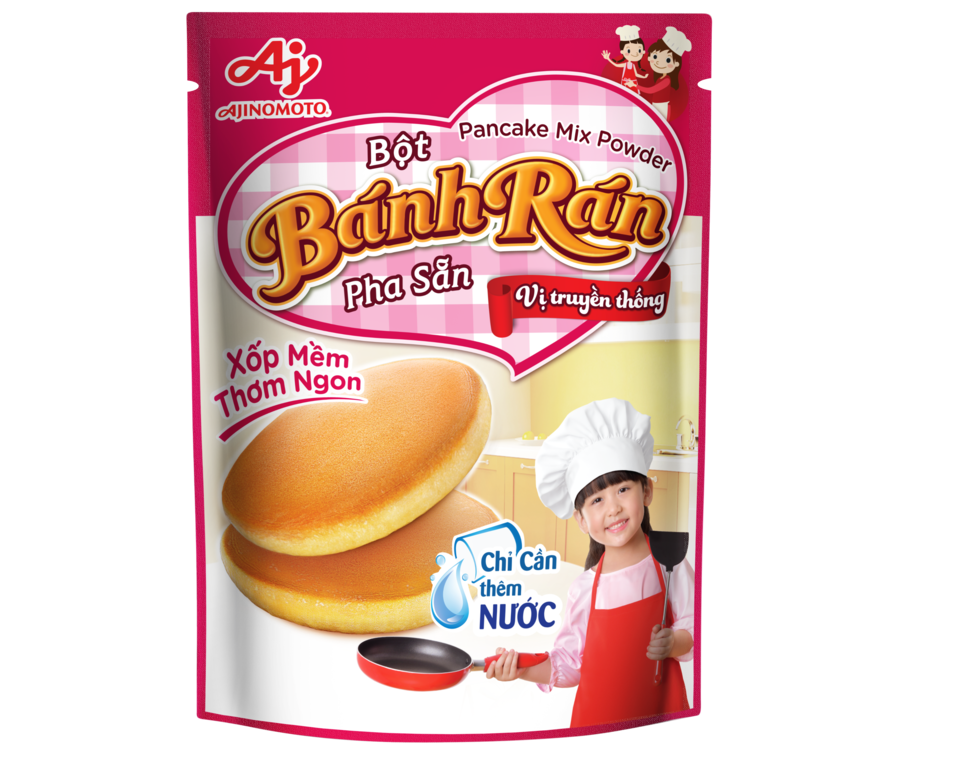 Aj
AJINOMOTO
Pancake Mix Powder
Bột
Bánh Rán
Pha Sẵn
Vị truyền thống
Xốp Mềm
Thơm Ngon
Chỉ Cần
thêm
NƯỚC